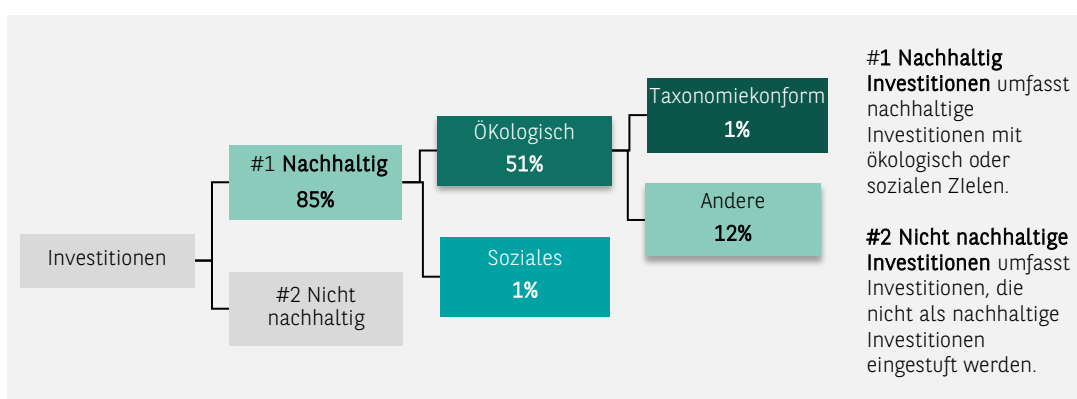 Investitionen
#1 Nachhaltig
85%
#2 Nicht
nachhaltig
ÖKologisch
51%
Soziales
1%
Taxonomiekonform
1%
Andere
12%
#1 Nachhaltig
Investitionen umfasst
nachhaltige
Investitionen mit
ökologisch oder
sozialen ZIelen.
#2 Nicht nachhaltige
Investitionen umfasst
Investitionen, die
nicht als nachhaltige
Investitionen
eingestuft werden.